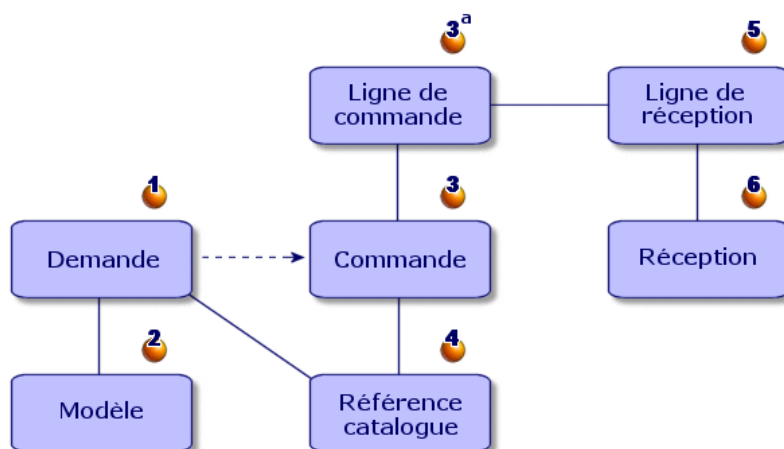 3a
5
Ligne de
commande
Ligne de
réception
1
3
6
Demande
Commande
Réception
2
4
Modèle
Référence
catalogue